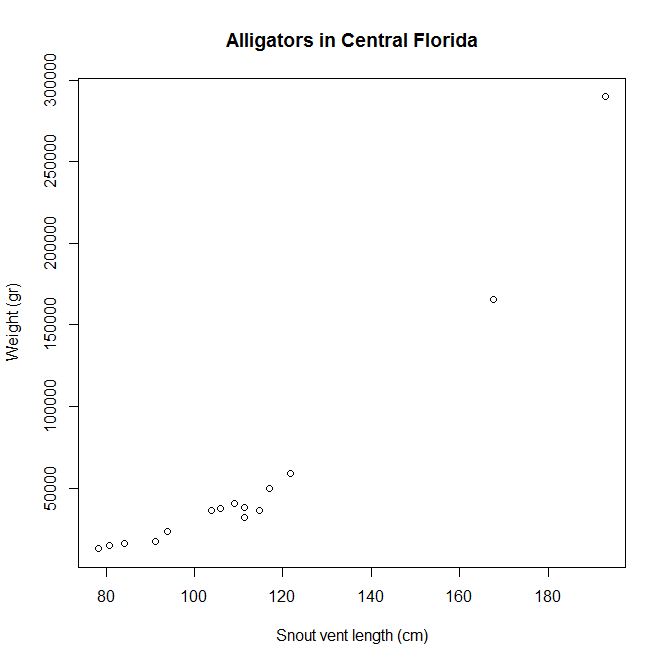 Alligators in Central Florida
Weight (gr)
300000
250000
200000
150000
100000
50000
80 100 120 140 160 180
Snout vent length (cm)